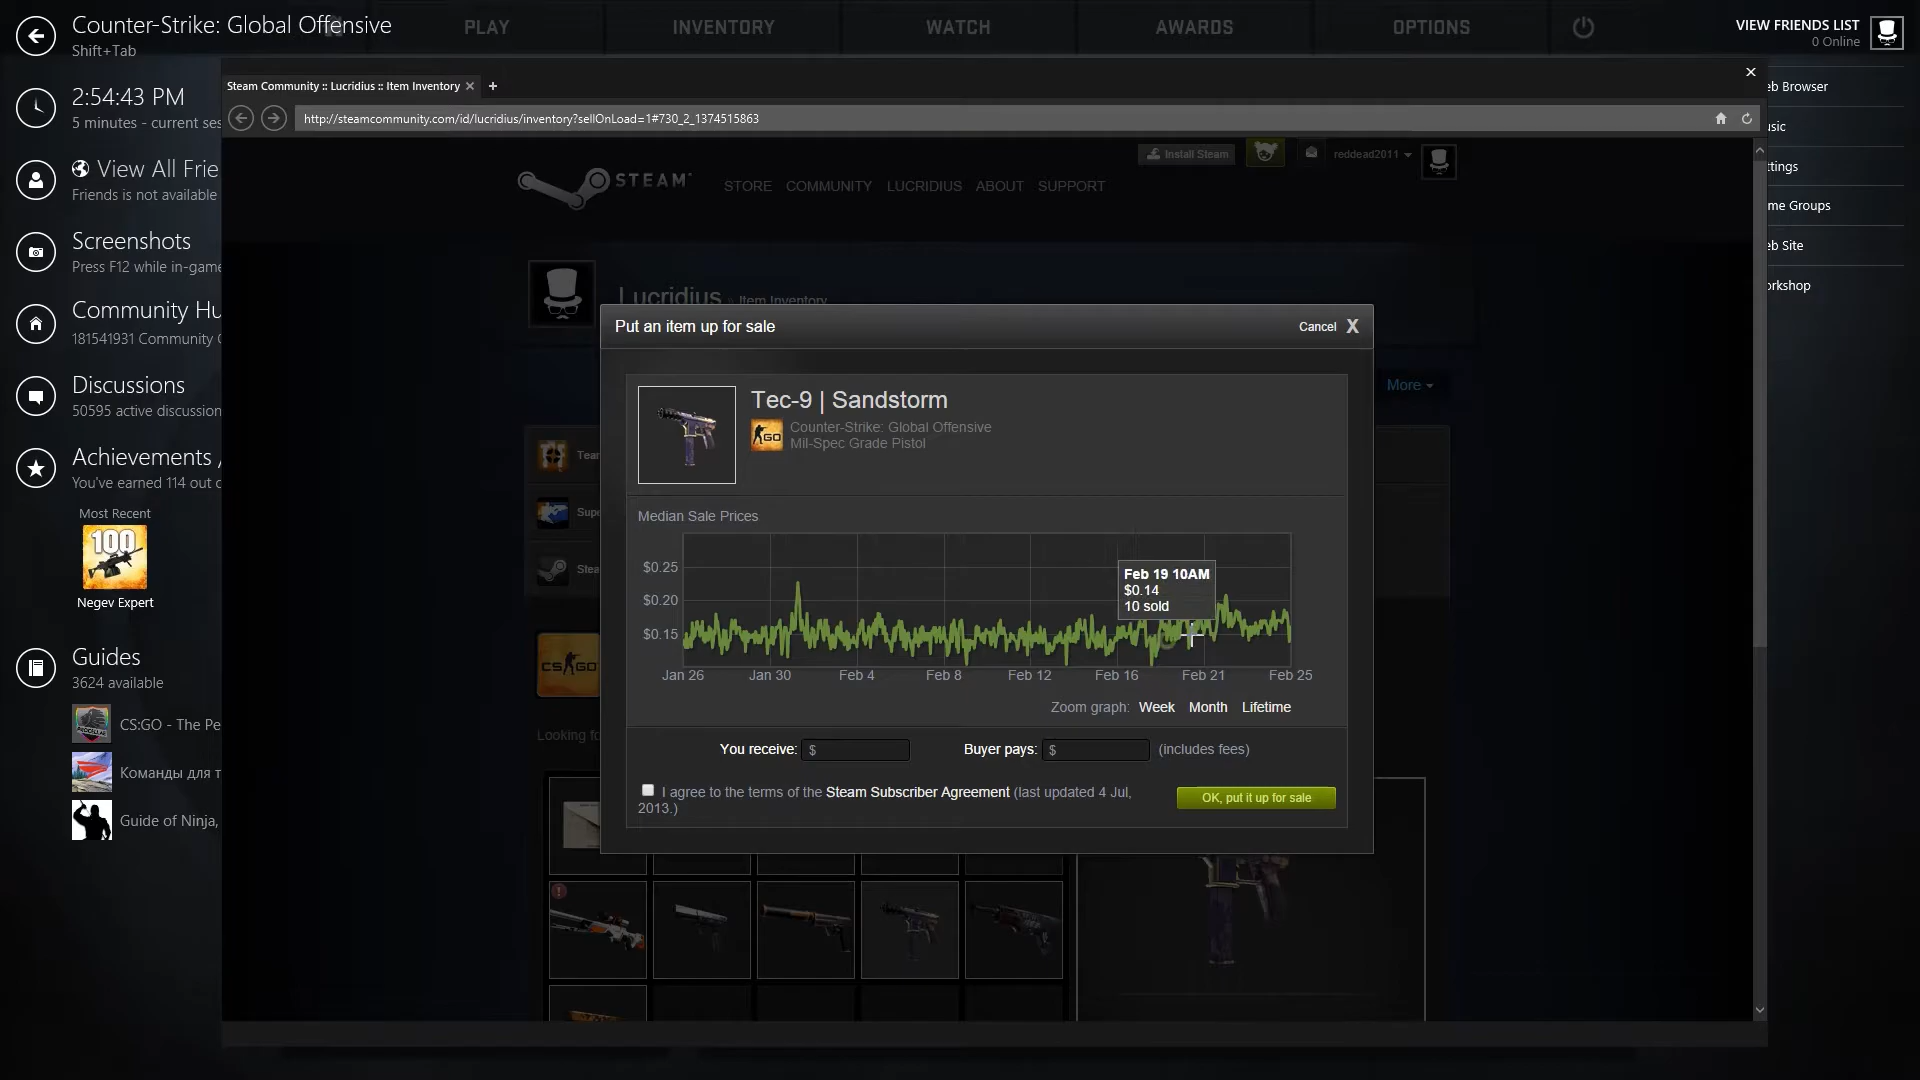 Counter-Strike: Global Offensive
Shift+Tab
PLAY
INVENTORY
WATCH
AWARDS
OPTIONS
VIEW FRIENDS LIST
0 Online
2:54:43 PM
5 minutes - current ses
View All Frie
Friends is not available
Screenshots
Press F12 while in-game
Community Hu
181541931 Community
Discussions
50595 active discussion
Achievements
You've earned 114 out
Most Recent
100
Negev Expert
Guides
3624 available
CS:GO - The Pe
Команды для т
Guide of Ninja,
Steam Community :: Lucridius :: Item Inventory
http://steamcommunity.com/id/lucridius/inventory?sellOnLoad=1#730_2_1374515863
eb Browser
usic
ttings
me Groups
eb Site
orkshop
Install Steam
reddead2011
STEAM
STORE
COMMUNITY
LUCRIDIUS
ABOUT
SUPPORT
Lucridius » Item Inventory
More
Tear
Supe
Stea
CS GO
Looking fo
Put an item up for sale
Cancel X
Tec-9 | Sandstorm
GO
Counter-Strike: Global Offensive
Mil-Spec Grade Pistol
Median Sale Prices
$0.25
$0.20
$0.15
Feb 19 10AM
$0.14
10 sold
Jan 26
Jan 30
Feb 4
Feb 8
Feb 12
Feb 16
Feb 21
Feb 25
Zoom graph: Week Month Lifetime
You receive: $
Buyer pays: $ (includes fees)
I agree to the terms of the Steam Subscriber Agreement (last updated 4 Jul,
2013.)
OK, put it up for sale